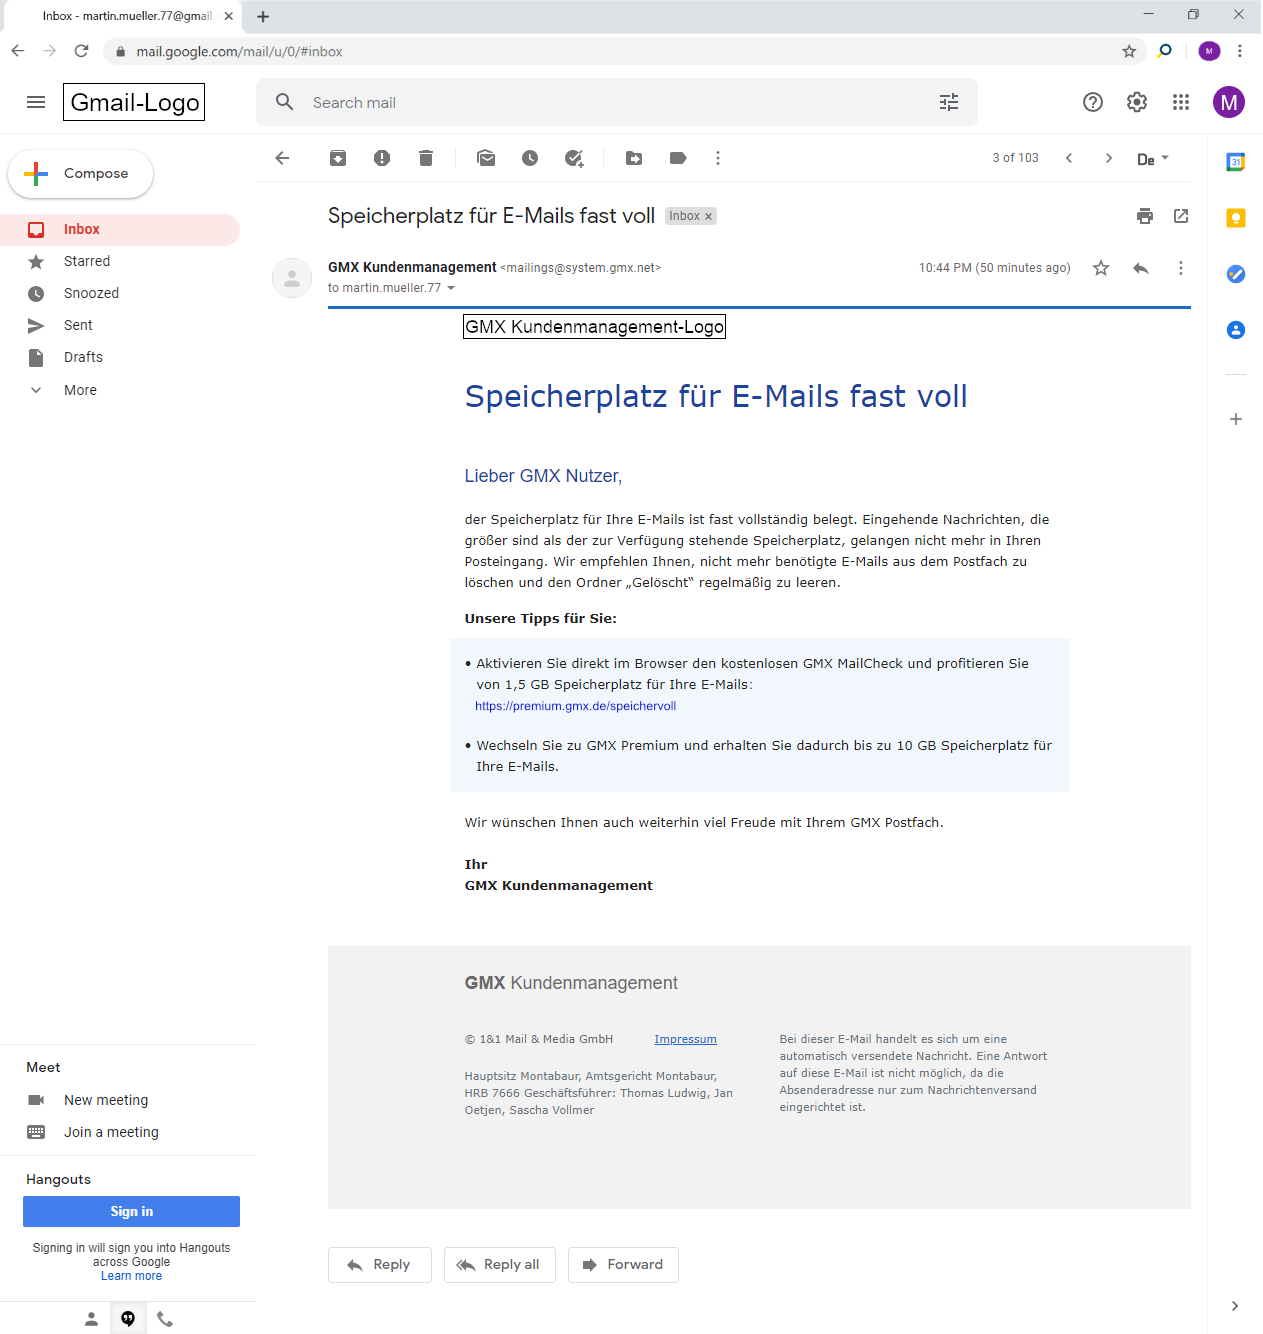 Inbox - martin.mueller.77@gmail.
mail.google.com/mail/u/0/#inbox
M
Gmail-Logo
Search mail
M
Compose
3 of 103
De
31
Inbox
Starred
Snoozed
Sent
Drafts
More
Speicherplatz für E-Mails fast voll
Inbox ×
GMX Kundenmanagement <mailings@system.gmx.net>
10:44 PM (50 minutes ago)
to martin.mueller.77
GMX Kundenmanagement-Logo
Speicherplatz für E-Mails fast voll
Lieber GMX Nutzer,
der Speicherplatz für Ihre E-Mails ist fast vollständig belegt. Eingehende Nachrichten, die
größer sind als der zur Verfügung stehende Speicherplatz, gelangen nicht mehr in Ihren
Posteingang. Wir empfehlen Ihnen, nicht mehr benötigte E-Mails aus dem Postfach zu
löschen und den Ordner „Gelöscht“ regelmäßig zu leeren.
Unsere Tipps für Sie:
• Aktivieren Sie direkt im Browser den kostenlosen GMX MailCheck und profitieren Sie
von 1,5 GB Speicherplatz für Ihre E-Mails:
https://premium.gmx.de/speichervoll
• Wechseln Sie zu GMX Premium und erhalten Sie dadurch bis zu 10 GB Speicherplatz für
Ihre E-Mails.
Wir wünschen Ihnen auch weiterhin viel Freude mit Ihrem GMX Postfach.
Ihr
GMX Kundenmanagement
GMX Kundenmanagement
© 1&1 Mail & Media GmbH
Impressum
Hauptsitz Montabaur, Amtsgericht Montabaur,
HRB 7666 Geschäftsführer: Thomas Ludwig, Jan
Oetjen, Sascha Vollmer
Bei dieser E-Mail handelt es sich um eine
automatisch versendete Nachricht. Eine Antwort
auf diese E-Mail ist nicht möglich, da die
Absenderadresse nur zum Nachrichtenversand
eingerichtet ist.
Meet
New meeting
Join a meeting
Hangouts
Sign in
Signing in will sign you into Hangouts
across Google
Learn more
Reply
Reply all
Forward